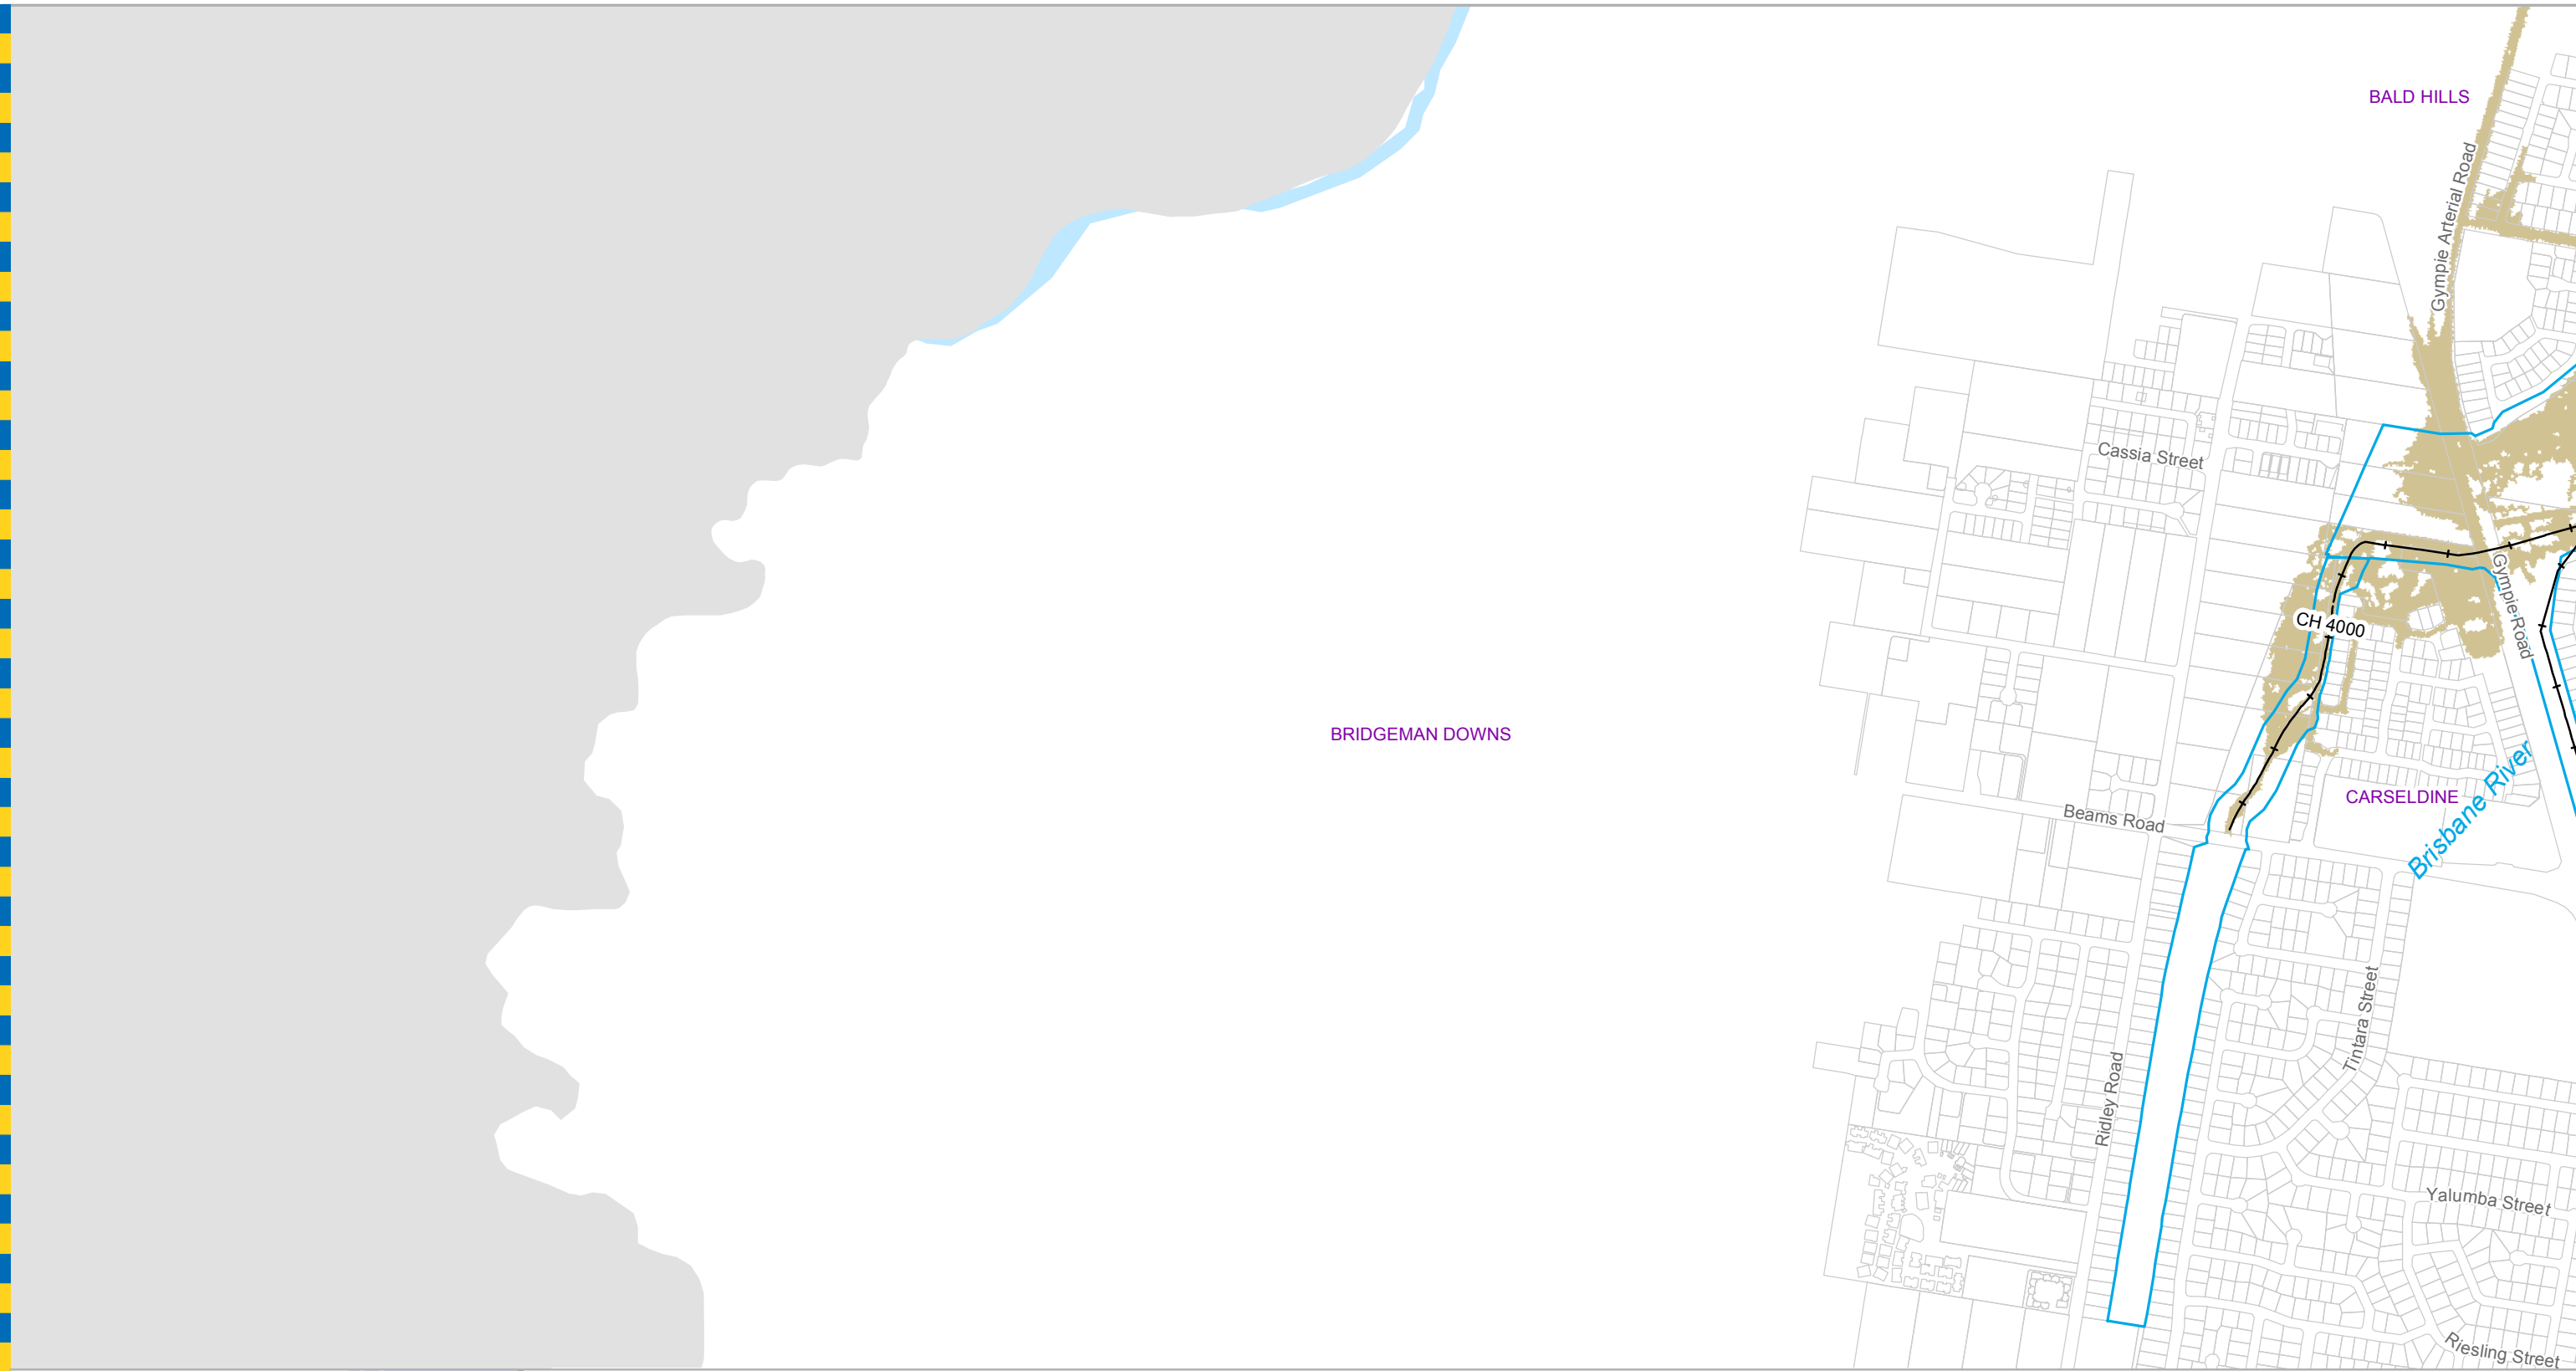 BALD HILLS
Gympie Arterial Road
Cassia Street
Gympie Road
CH 4000
BRIDGEMAN DOWNS
CARSELDINE
Brisbane River
Beams Road
Tintara Street
Ridley Road
Yalumba Street
Riesling Street